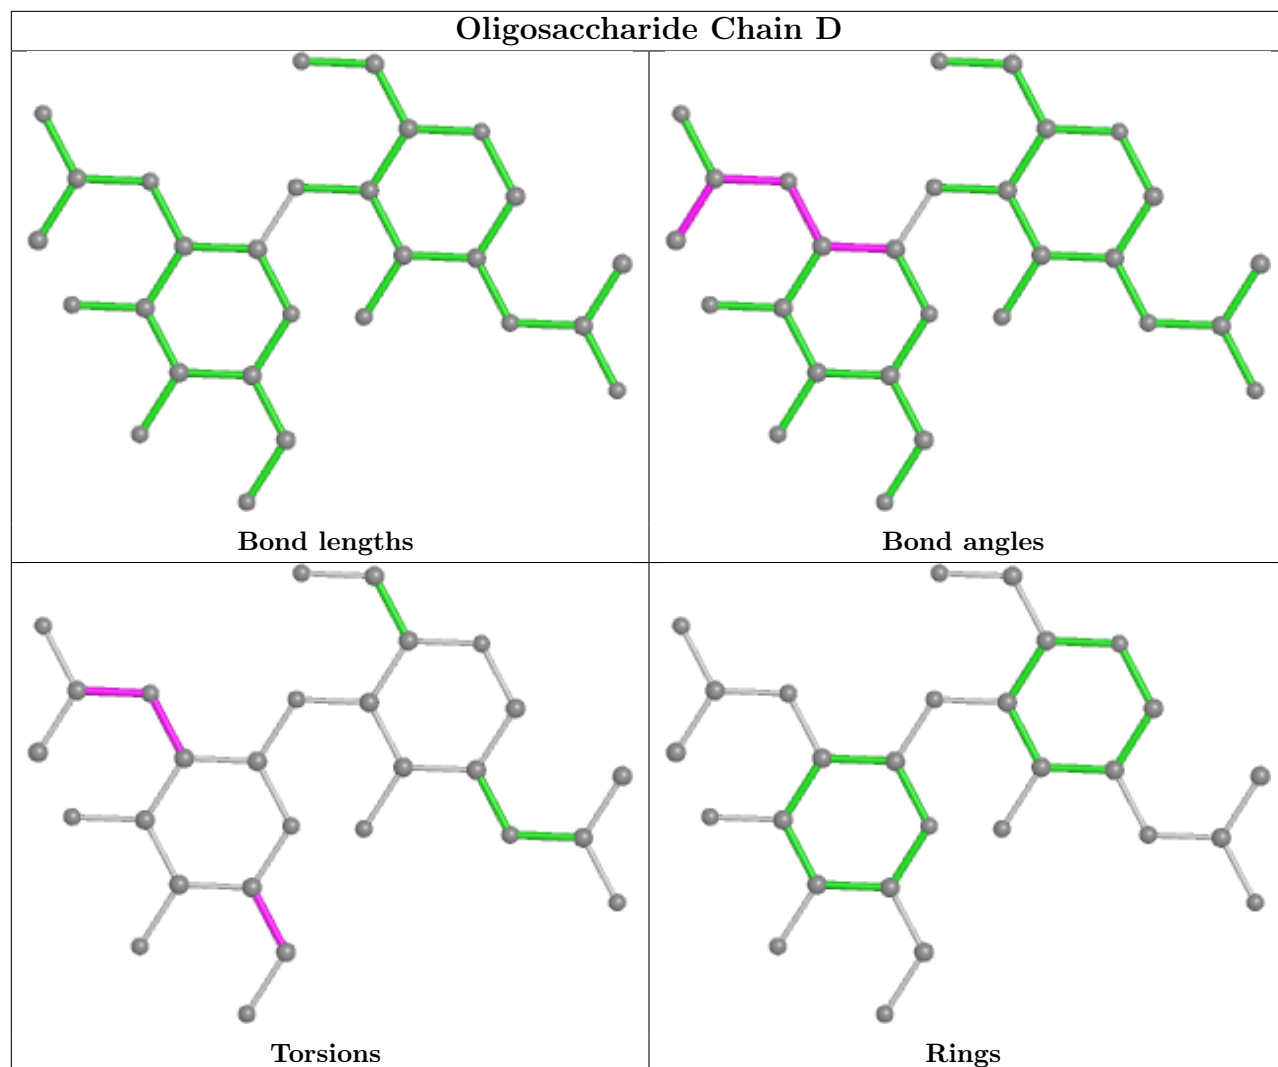 Oligosaccharide Chain D
Bond lengths
Bond angles
Torsions
Rings